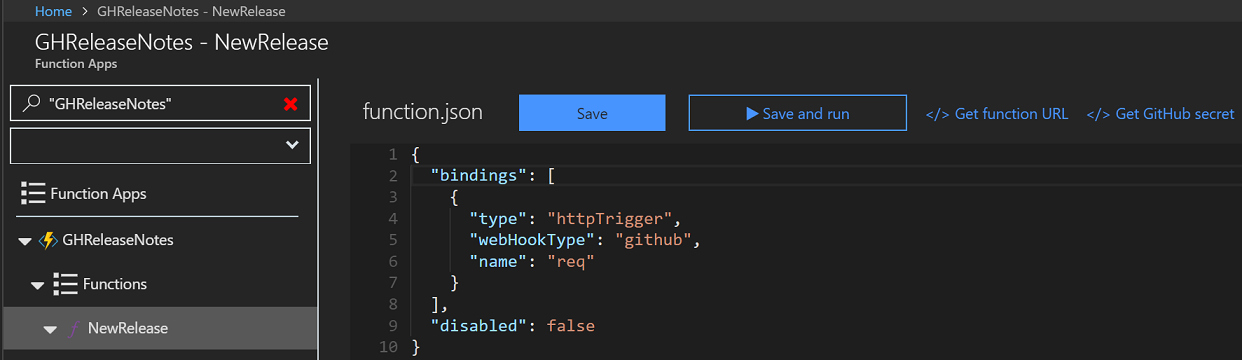 Home > GHReleaseNotes - NewRelease
GHReleaseNotes - NewRelease
Function Apps
"GHReleaseNotes"
Function Apps
GHReleaseNotes
Functions
NewRelease
function.json
Save
Save and run
</> Get function URL
</> Get GitHub secret
1 {
2 "bindings": [
3 {
4 "type": "httpTrigger",
5 "webHookType": "github",
6 "name": "req"
7 }
8 ],
9 "disabled": false
10 }